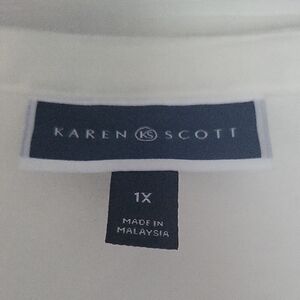 KAREN KS SCOTT
1X
MADE IN
MALAYSIA